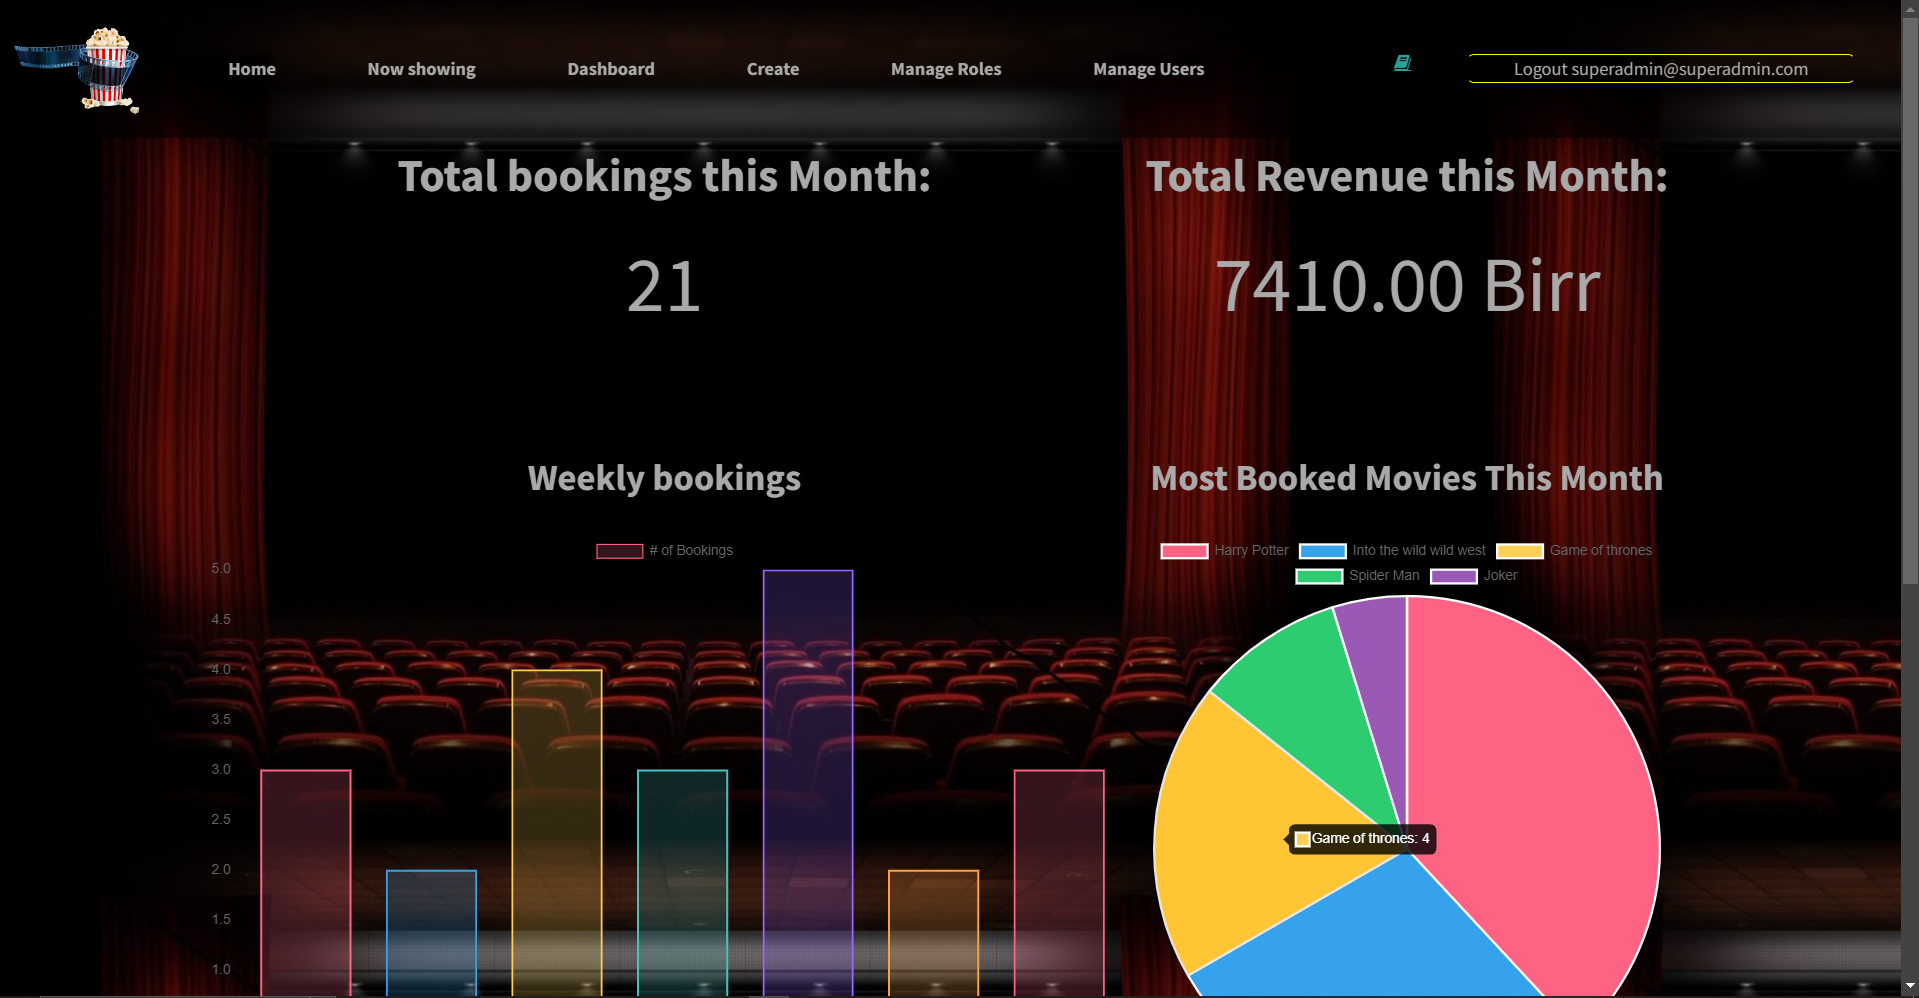 Home Now showing Dashboard Create Manage Roles Manage Users Logout superadmin@superadmin.com
Total bookings this Month:
21
Total Revenue this Month:
7410.00 Birr
Weekly bookings
# of Bookings
5.0
4.5
4.0
3.5
3.0
2.5
2.0
1.5
1.0
Most Booked Movies This Month
Harry Potter Into the wild wild west Game of thrones
Spider Man Joker
Game of thrones: 4